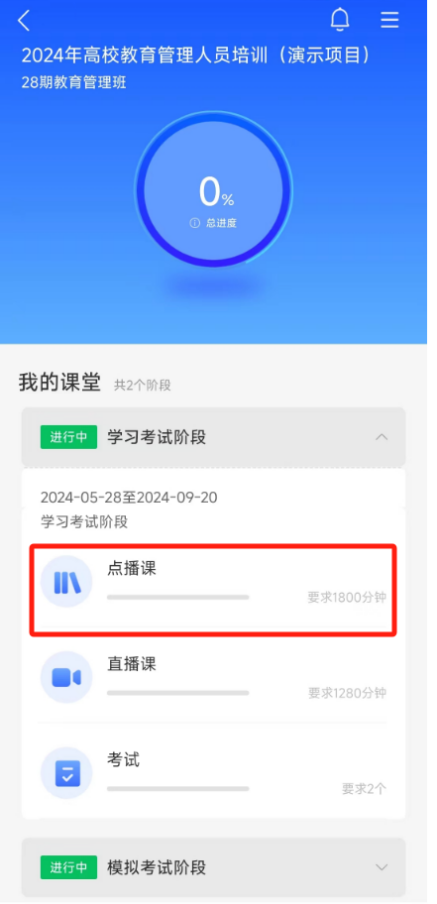 2024年高校教育管理人员培训（演示项目）
28期教育管理班
0%
总进度
我的课堂 共2个阶段
进行中 学习考试阶段
2024-05-28至2024-09-20
学习考试阶段
点播课
要求1800分钟
直播课
要求1280分钟
考试
要求2个
进行中 模拟考试阶段